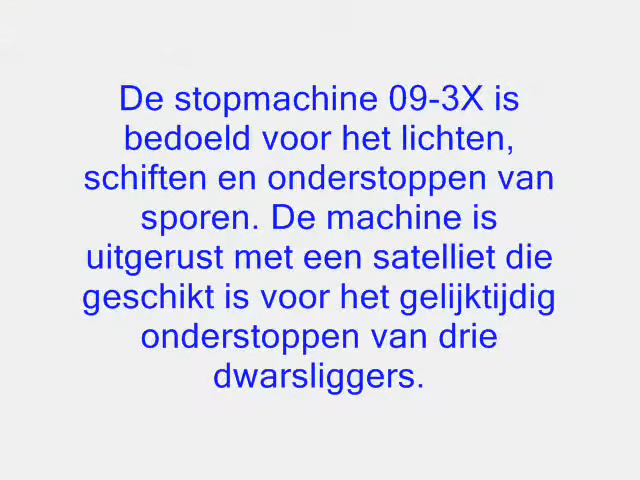 De stopmachine 09-3X is
bedoeld voor het lichten,
schiften en onderstoppen van
sporen. De machine is
uitgerust met een satelliet die
geschikt is voor het gelijktijdig
onderstoppen van drie
dwarsliggers.